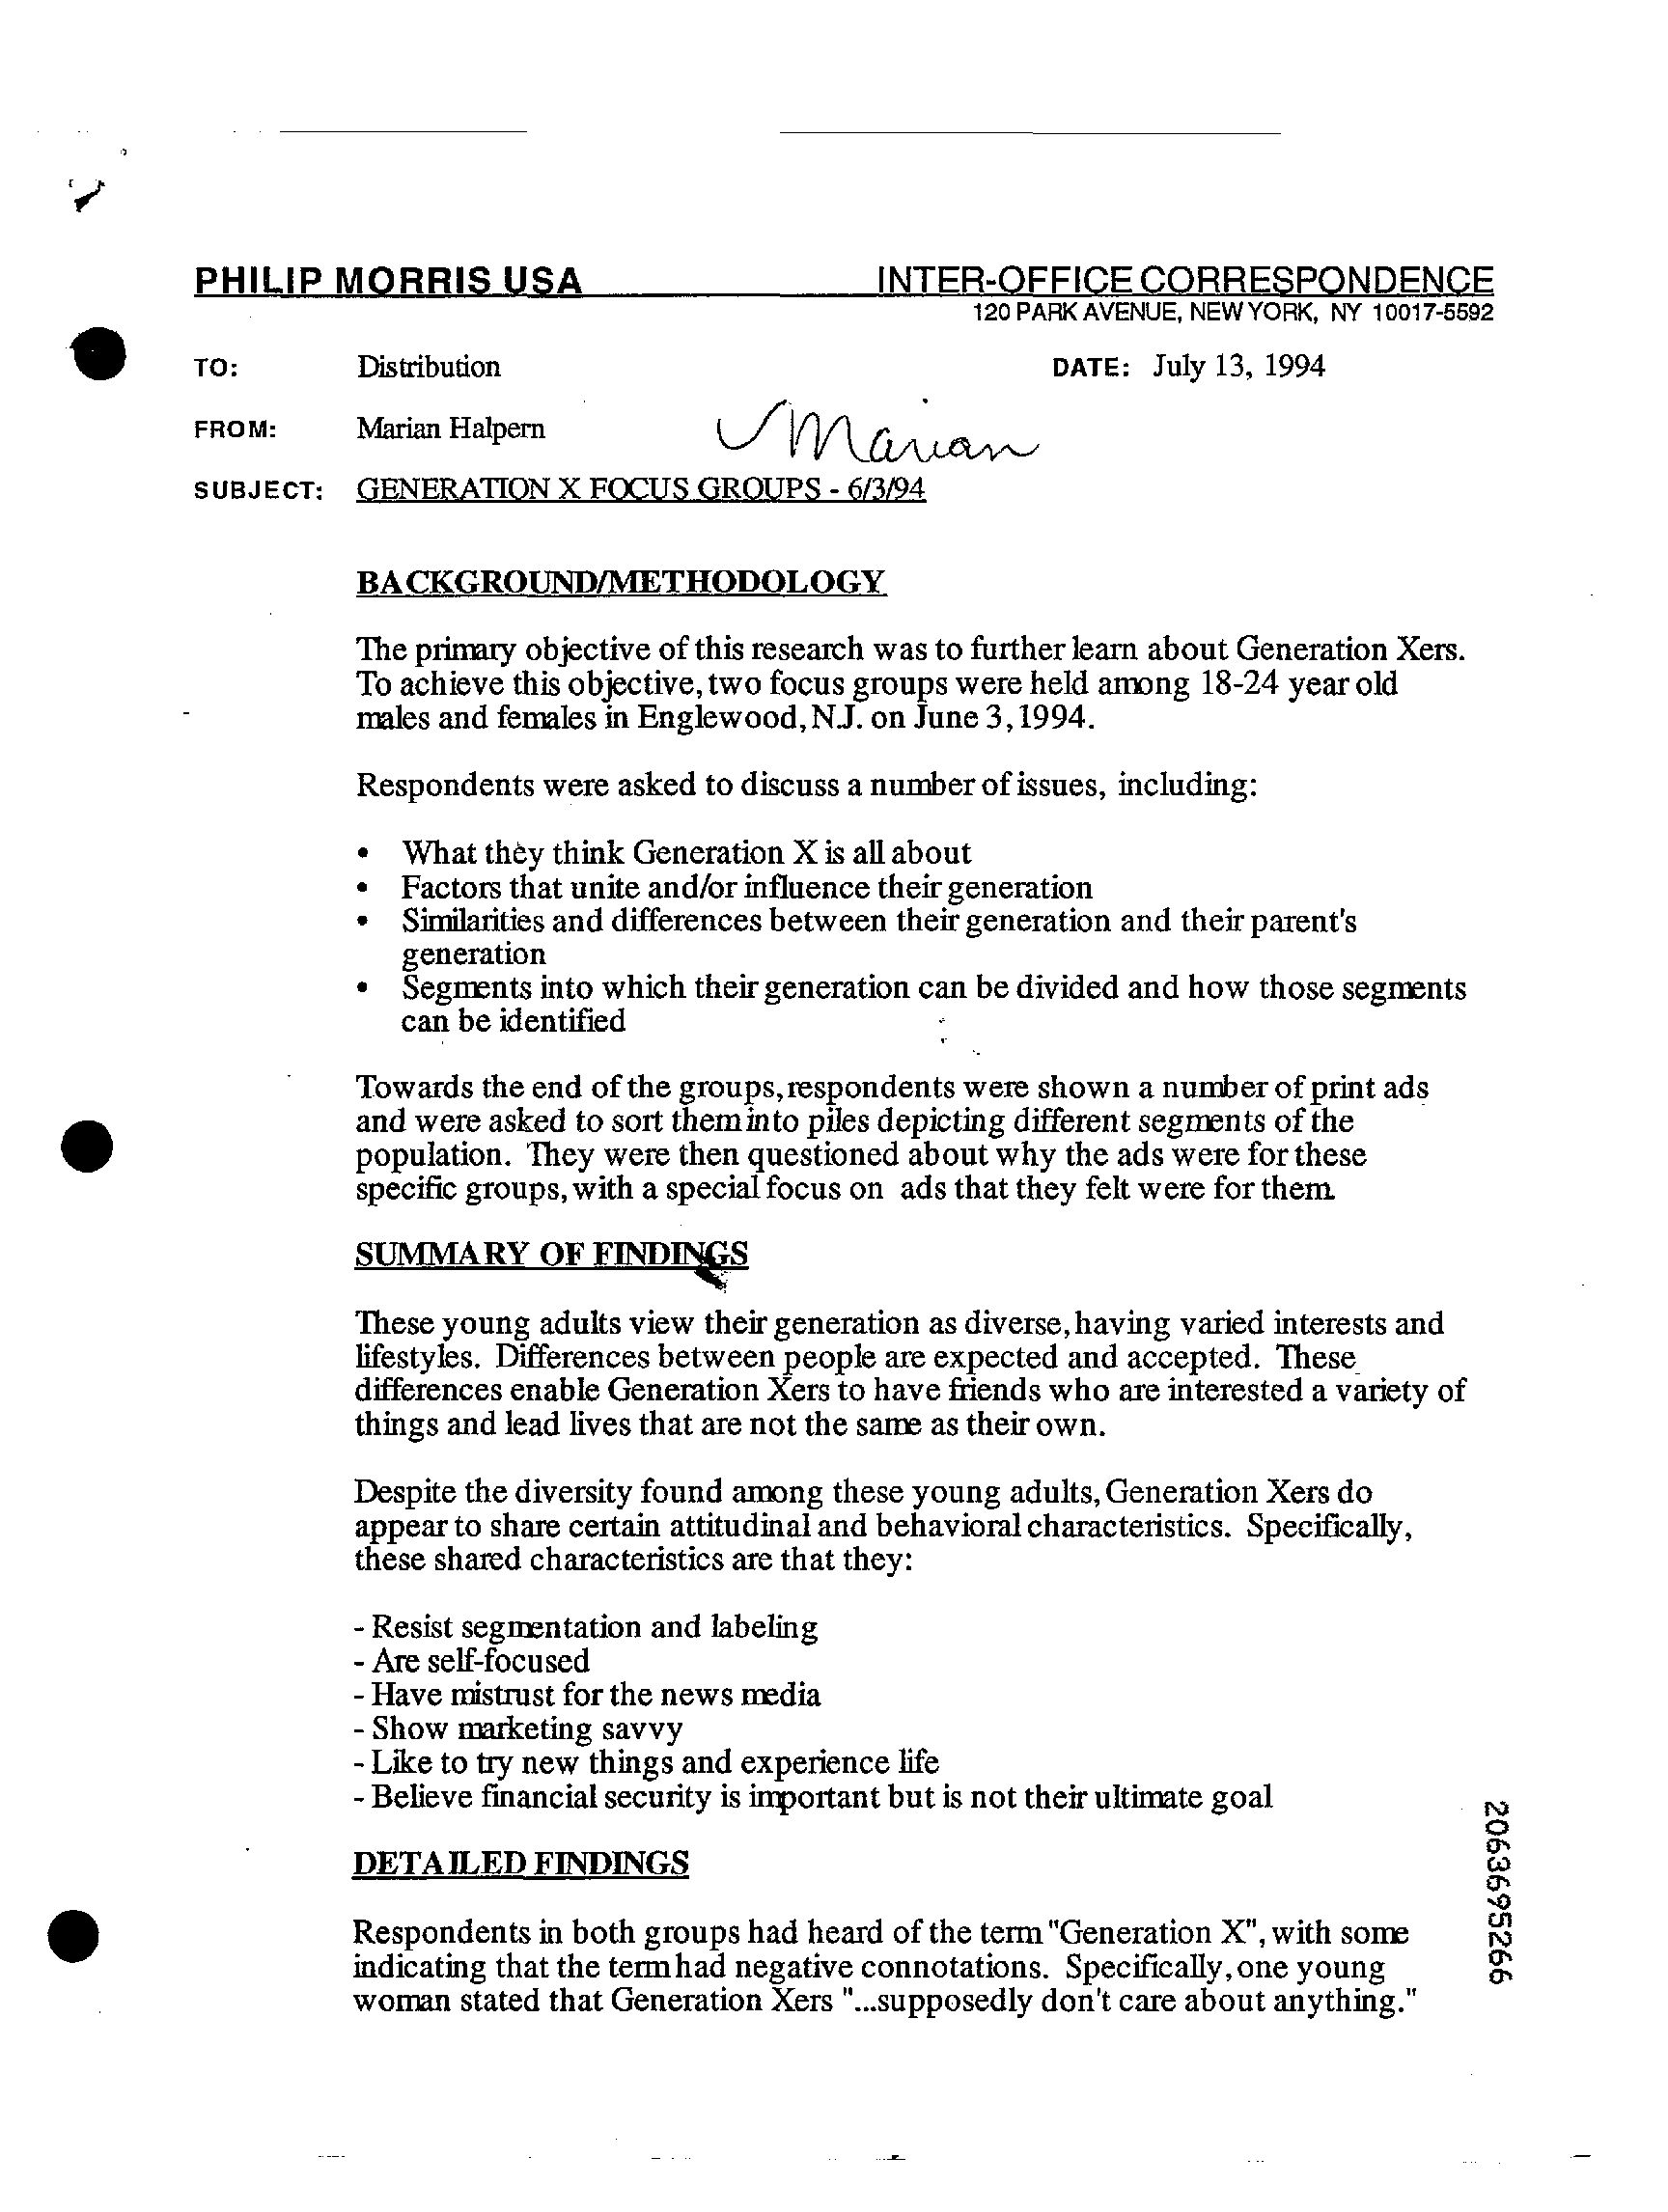 PHILIP MORRIS USA INTER-OFFICE CORRESPONDENCE
120 PARK AVENUE, NEW YORK, NY 10017-5592
TO: Distribution DATE: July 13, 1994
FROM: Marian Halpern Marian
SUBJECT: GENERATION X FOCUS GROUPS - 6/3/94
BACKGROUND/METHODOLOGY
The primary objective of this research was to further learn about Generation Xers.
To achieve this objective, two focus groups were held among 18-24 year old
males and females in Englewood, N.J. on June 3, 1994.
Respondents were asked to discuss a number of issues, including:
• What they think Generation X is all about
• Factors that unite and/or influence their generation
• Similarities and differences between their generation and their parent's
generation
• Segments into which their generation can be divided and how those segments
can be identified
Towards the end of the groups, respondents were shown a number of print ads
and were asked to sort them into piles depicting different segments of the
population. They were then questioned about why the ads were for these
specific groups, with a special focus on ads that they felt were for them.
SUMMARY OF FINDINGS
These young adults view their generation as diverse, having varied interests and
lifestyles. Differences between people are expected and accepted. These
differences enable Generation Xers to have friends who are interested a variety of
things and lead lives that are not the same as their own.
Despite the diversity found among these young adults, Generation Xers do
appear to share certain attitudinal and behavioral characteristics. Specifically,
these shared characteristics are that they:
- Resist segmentation and labeling
- Are self-focused
- Have mistrust for the news media
- Show marketing savvy
- Like to try new things and experience life
- Believe financial security is important but is not their ultimate goal
DETAILED FINDINGS
Respondents in both groups had heard of the term "Generation X", with some
indicating that the term had negative connotations. Specifically, one young
woman stated that Generation Xers "...supposedly don't care about anything."
2063695266